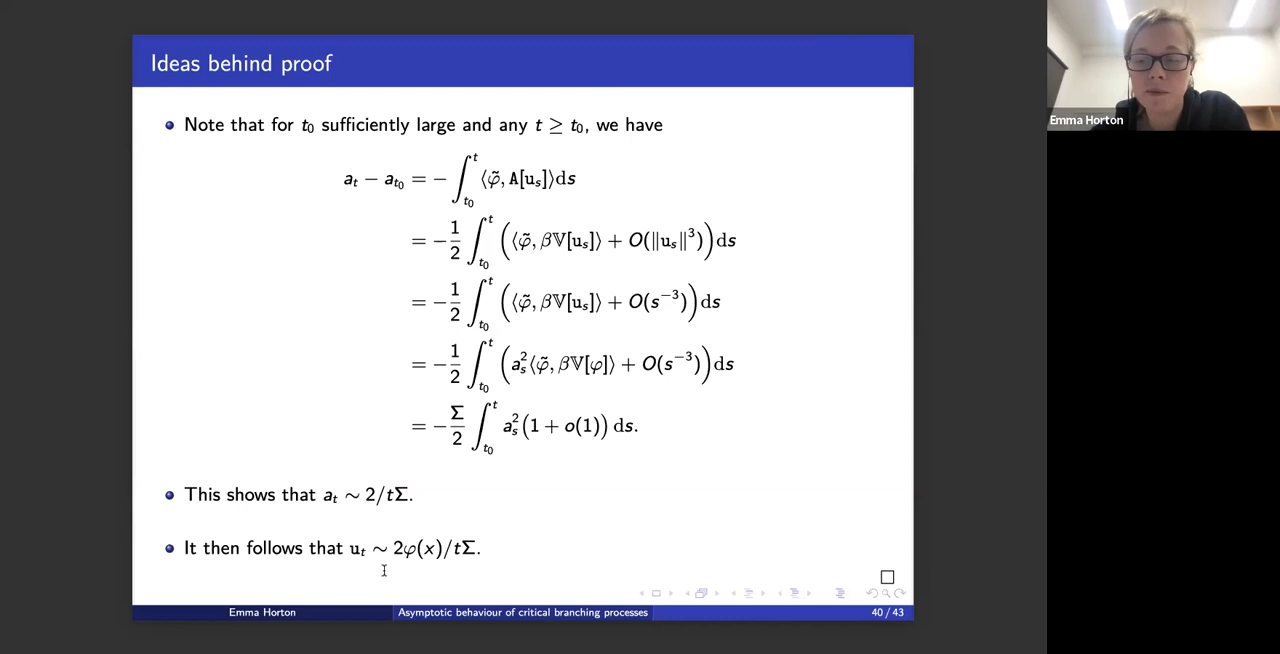 Ideas behind proof
Note that for t₀ sufficiently large and any t ≥ t₀, we have
a_t − a_{t₀} = − ∫_{t₀}^{t} ⟨φ̃, A[u_s]⟩ds
= −1/2 ∫_{t₀}^{t} (⟨φ̃, β𝕍[u_s]⟩ + O(‖u_s‖³))ds
= −1/2 ∫_{t₀}^{t} (⟨φ̃, β𝕍[u_s]⟩ + O(s⁻³))ds
= −1/2 ∫_{t₀}^{t} (a_s²⟨φ̃, β𝕍[φ]⟩ + O(s⁻³))ds
= −Σ/2 ∫_{t₀}^{t} a_s²(1 + o(1)) ds.
This shows that a_t ∼ 2/tΣ.
It then follows that u_t ∼ 2φ(x)/tΣ.
□
Emma Horton Asymptotic behaviour of critical branching processes 40 / 43
Emma Horton